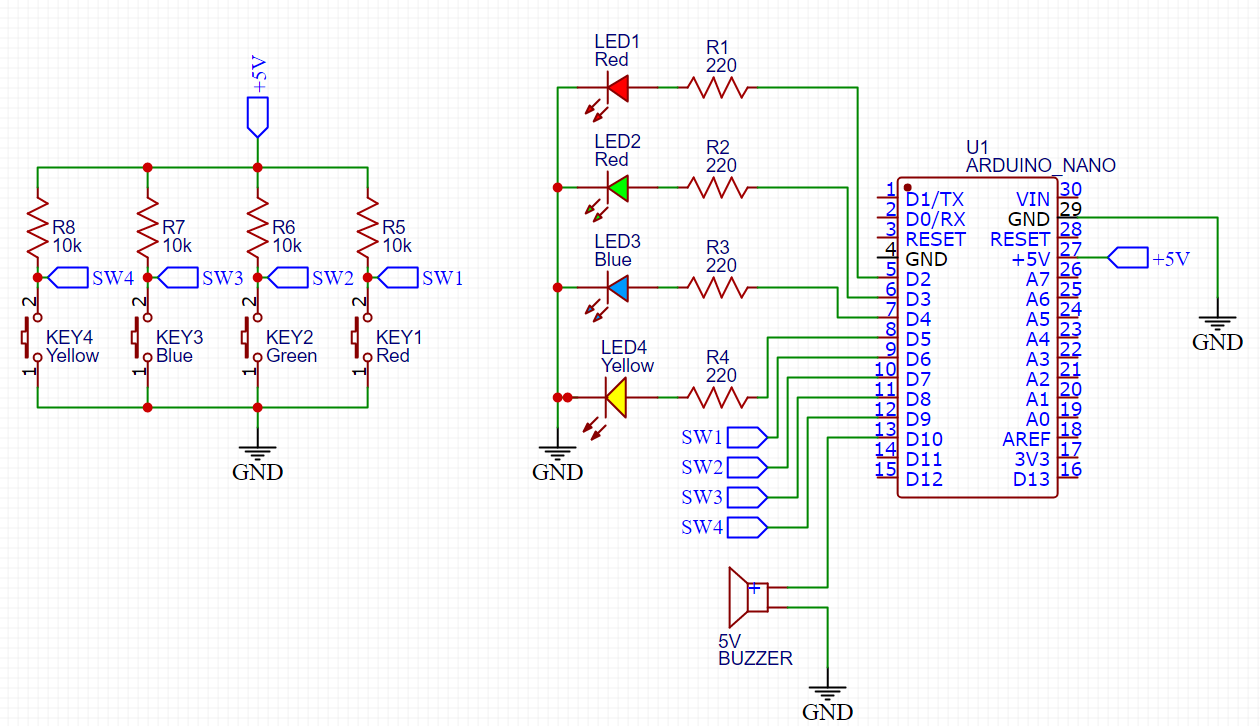 +5V
R8
10k
R7
10k
R6
10k
R5
10k
SW4
SW3
SW2
SW1
2
2
2
2
KEY4
Yellow
KEY3
Blue
KEY2
Green
KEY1
Red
1
1
1
1
GND
LED1
Red
R1
220
LED2
Red
R2
220
LED3
Blue
R3
220
LED4
Yellow
R4
220
GND
SW1
SW2
SW3
SW4
+
5V
BUZZER
GND
U1
ARDUINO_NANO
1 D1/TX VIN 30
2 D0/RX GND 29
3 RESET RESET 28
4 GND +5V 27
5 D2 A7 26
6 D3 A6 25
7 D4 A5 24
8 D5 A4 23
9 D6 A3 22
10 D7 A2 21
11 D8 A1 20
12 D9 A0 19
13 D10 AREF 18
14 D11 3V3 17
15 D12 D13 16
+5V
GND